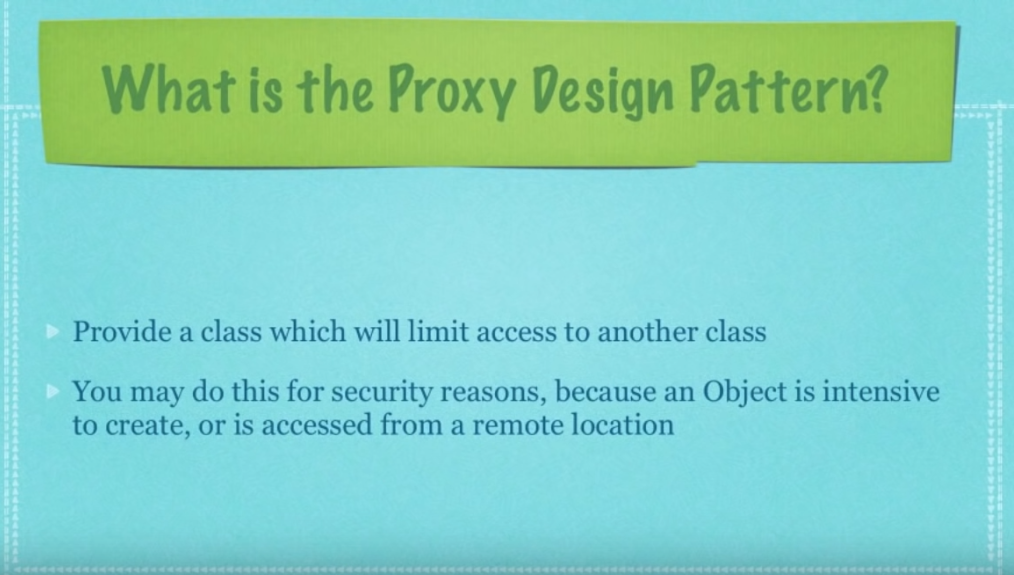 What is the Proxy Design Pattern?
Provide a class which will limit access to another class
You may do this for security reasons, because an Object is intensive
to create, or is accessed from a remote location